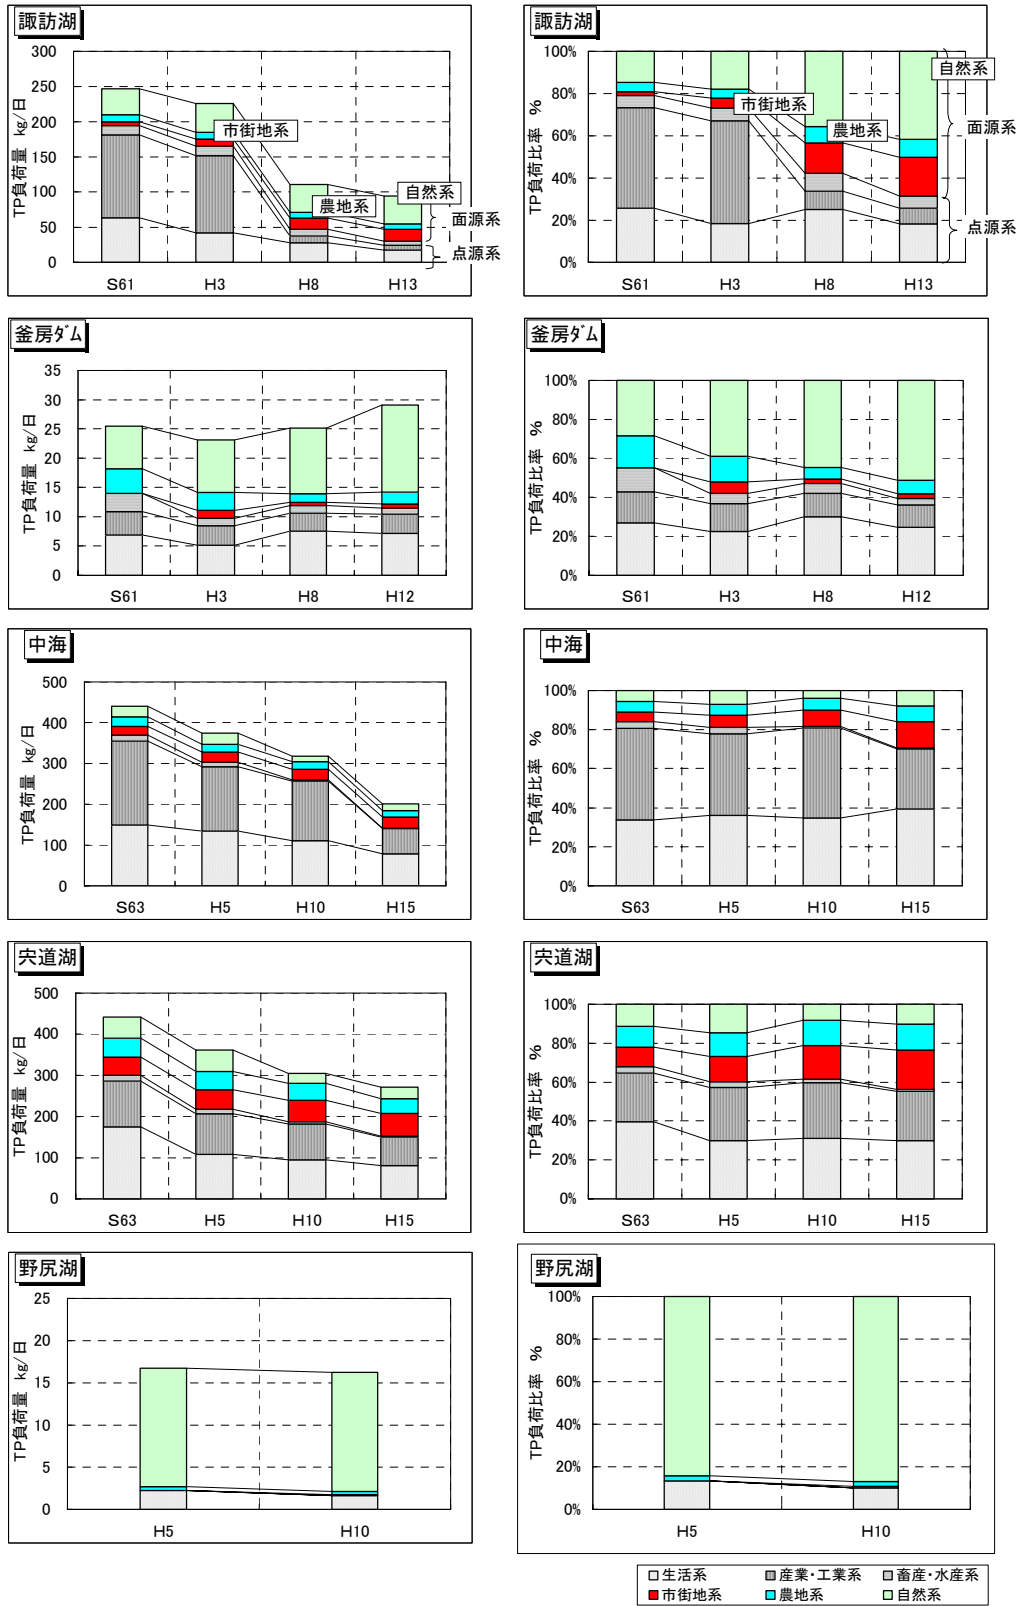 諏訪湖
TP負荷量 kg/日
300
250
200
150
100
50
0
S61 H3 H8 H13
市街地系
農地系
自然系
面源系
点源系
諏訪湖
TP負荷比率 %
100%
80%
60%
40%
20%
0%
S61 H3 H8 H13
市街地系
農地系
自然系
面源系
点源系
釜房ﾀﾞﾑ
TP負荷量 kg/日
35
30
25
20
15
10
5
0
S61 H3 H8 H12
釜房ﾀﾞﾑ
TP負荷比率 %
100%
80%
60%
40%
20%
0%
S61 H3 H8 H12
中海
TP負荷量 kg/日
500
400
300
200
100
0
S63 H5 H10 H15
中海
TP負荷比率 %
100%
80%
60%
40%
20%
0%
S63 H5 H10 H15
宍道湖
TP負荷量 kg/日
500
400
300
200
100
0
S63 H5 H10 H15
宍道湖
TP負荷比率 %
100%
80%
60%
40%
20%
0%
S63 H5 H10 H15
野尻湖
TP負荷量 kg/日
25
20
15
10
5
0
H5 H10
野尻湖
TP負荷比率 %
100%
80%
60%
40%
20%
0%
H5 H10
生活系 産業・工業系 畜産・水産系
市街地系 農地系 自然系